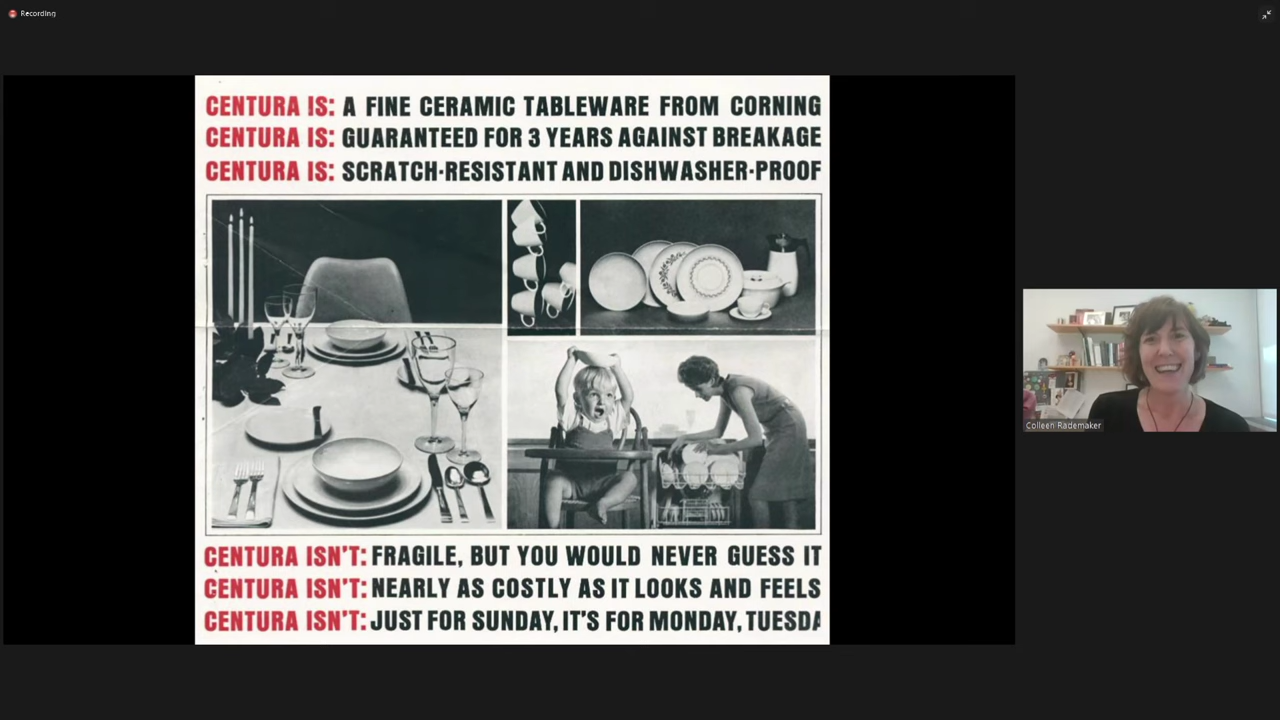 Recording
CENTURA IS: A FINE CERAMIC TABLEWARE FROM CORNING
CENTURA IS: GUARANTEED FOR 3 YEARS AGAINST BREAKAGE
CENTURA IS: SCRATCH-RESISTANT AND DISHWASHER-PROOF
CENTURA ISN'T: FRAGILE, BUT YOU WOULD NEVER GUESS IT
CENTURA ISN'T: NEARLY AS COSTLY AS IT LOOKS AND FEELS
CENTURA ISN'T: JUST FOR SUNDAY, IT'S FOR MONDAY, TUESDA
Colleen Rademaker